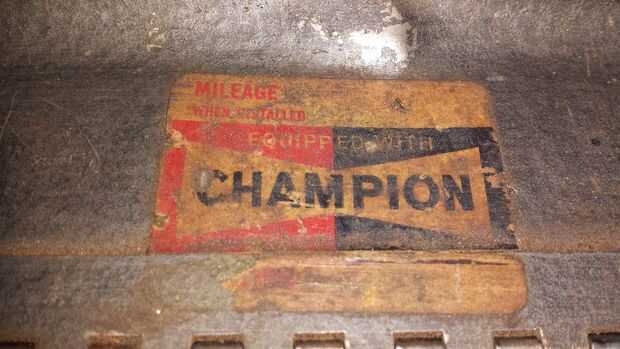 MILEAGE
WHEN INSTALLED
EQUIPPED WITH
CHAMPION